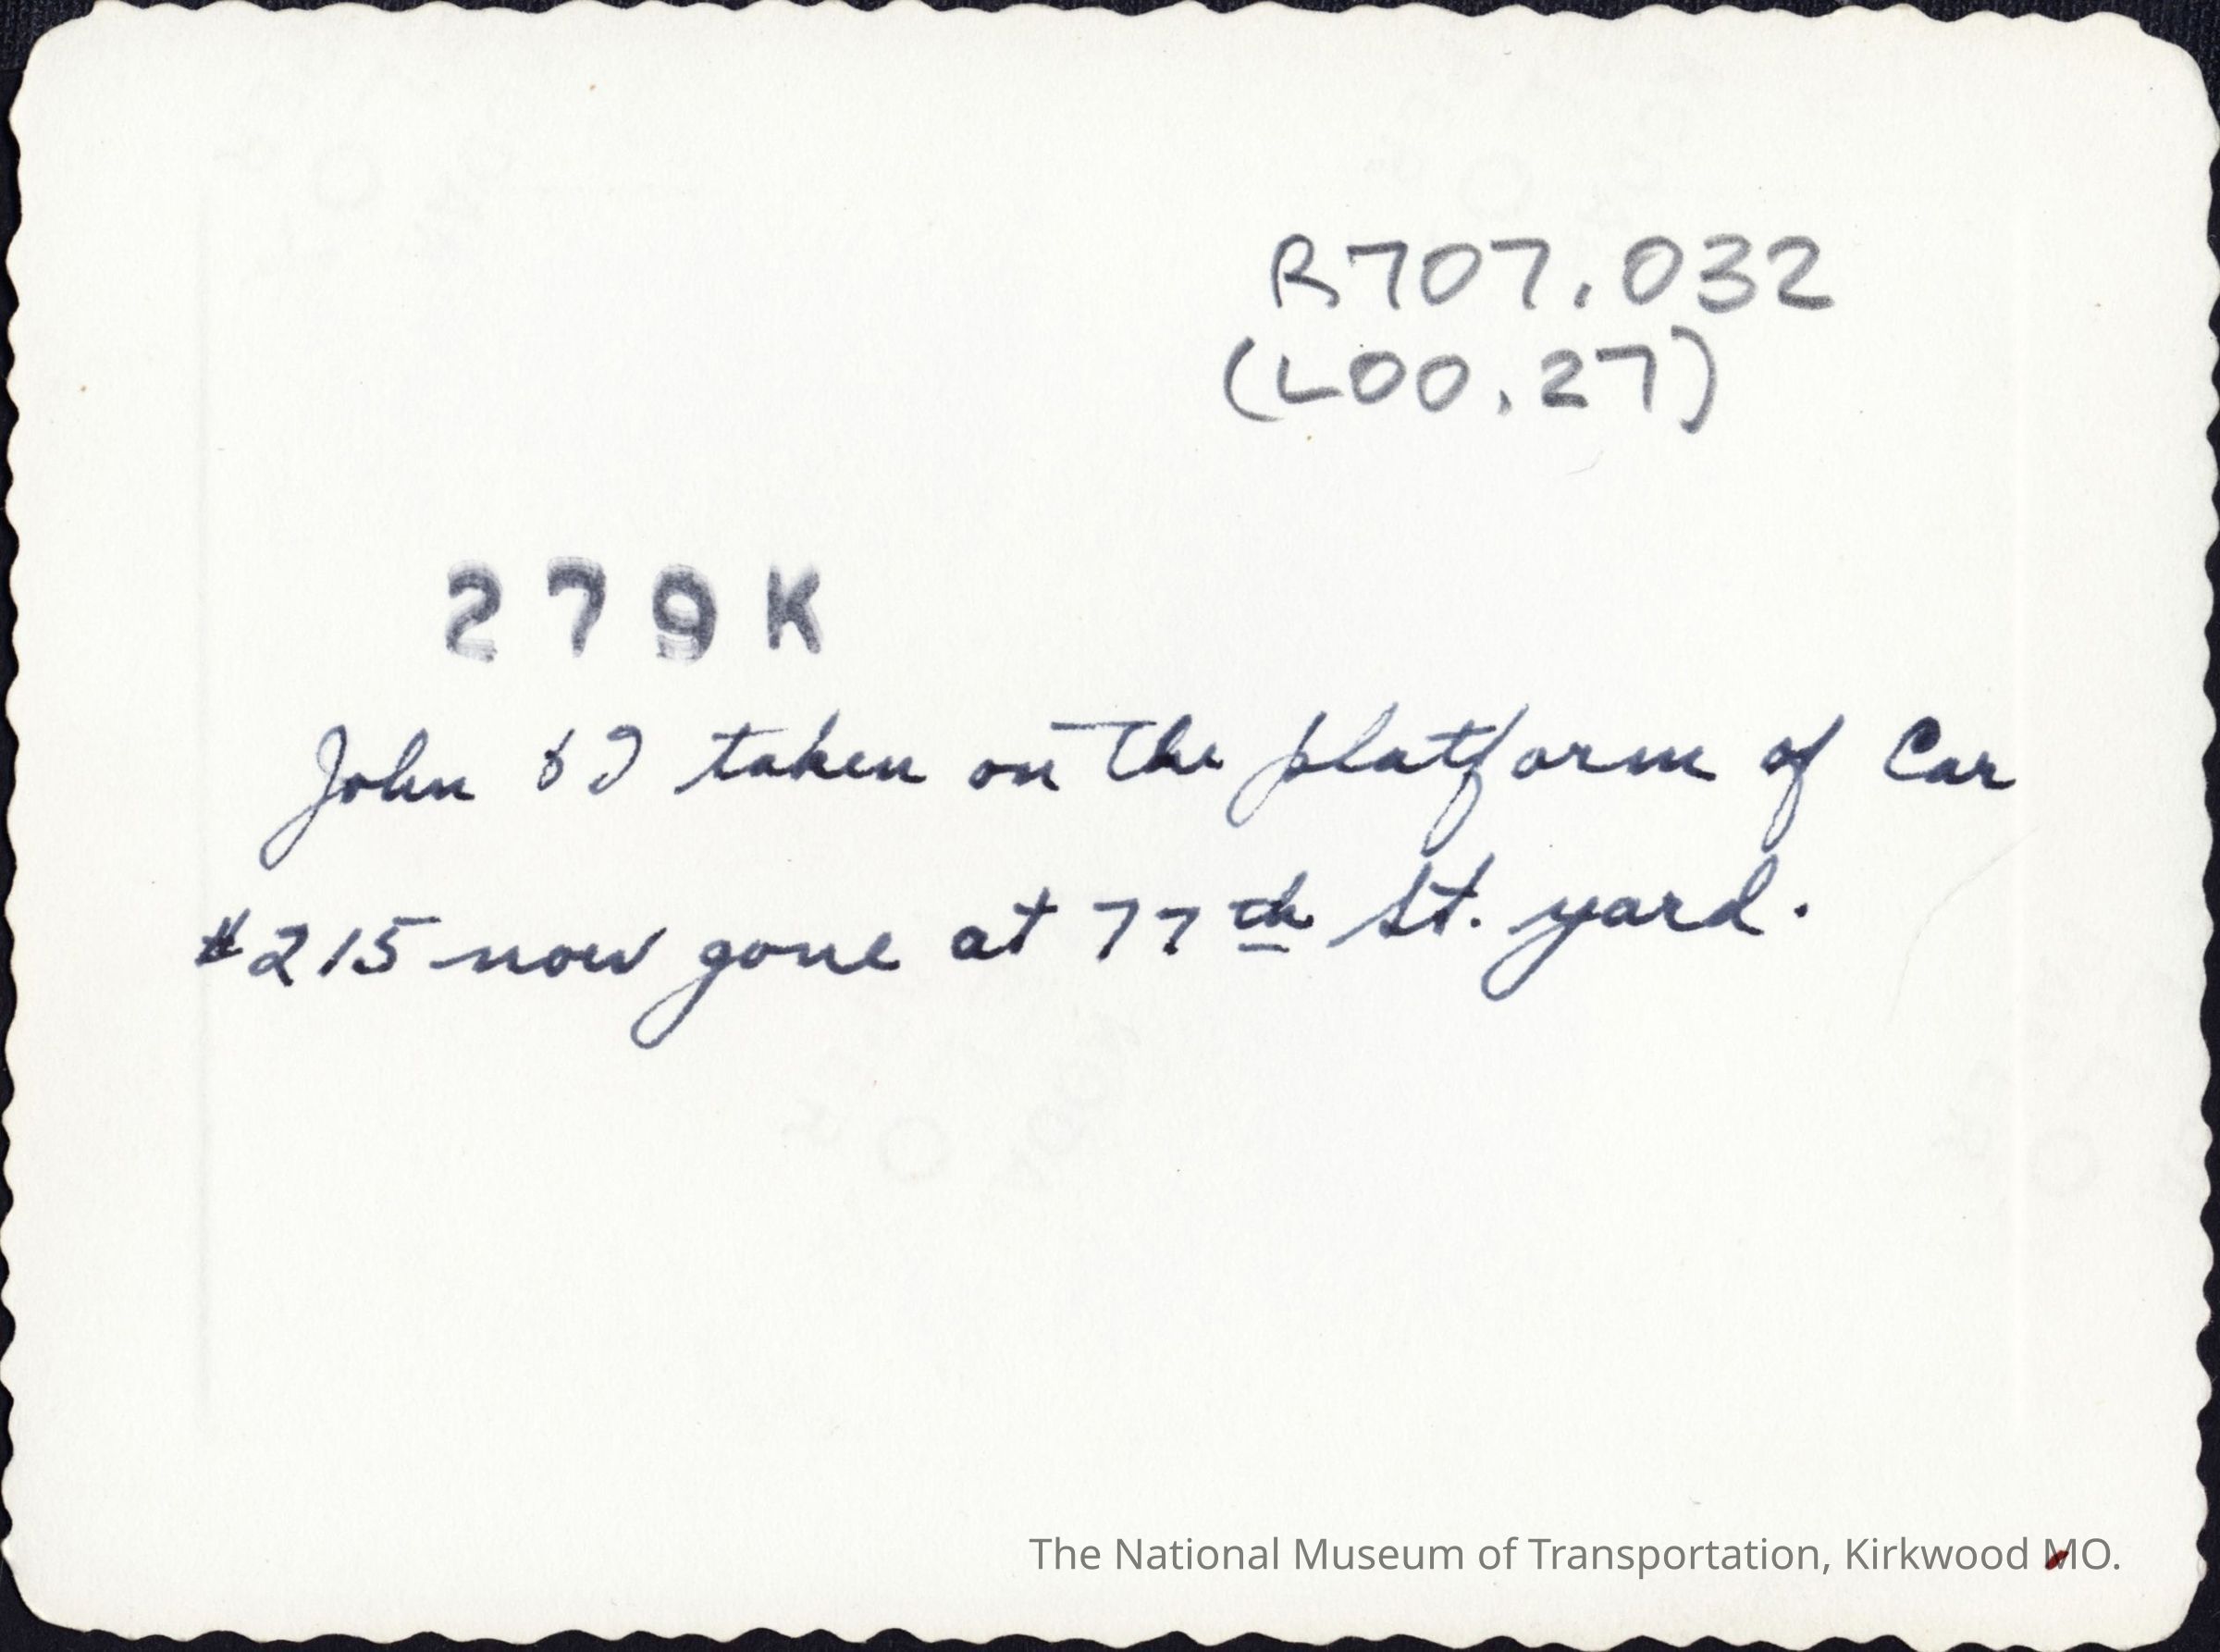 R707.032
(L00.27)
279K
John & I taken on the platform of Car
#215 now gone at 77th St. yard.
The National Museum of Transportation, Kirkwood MO.